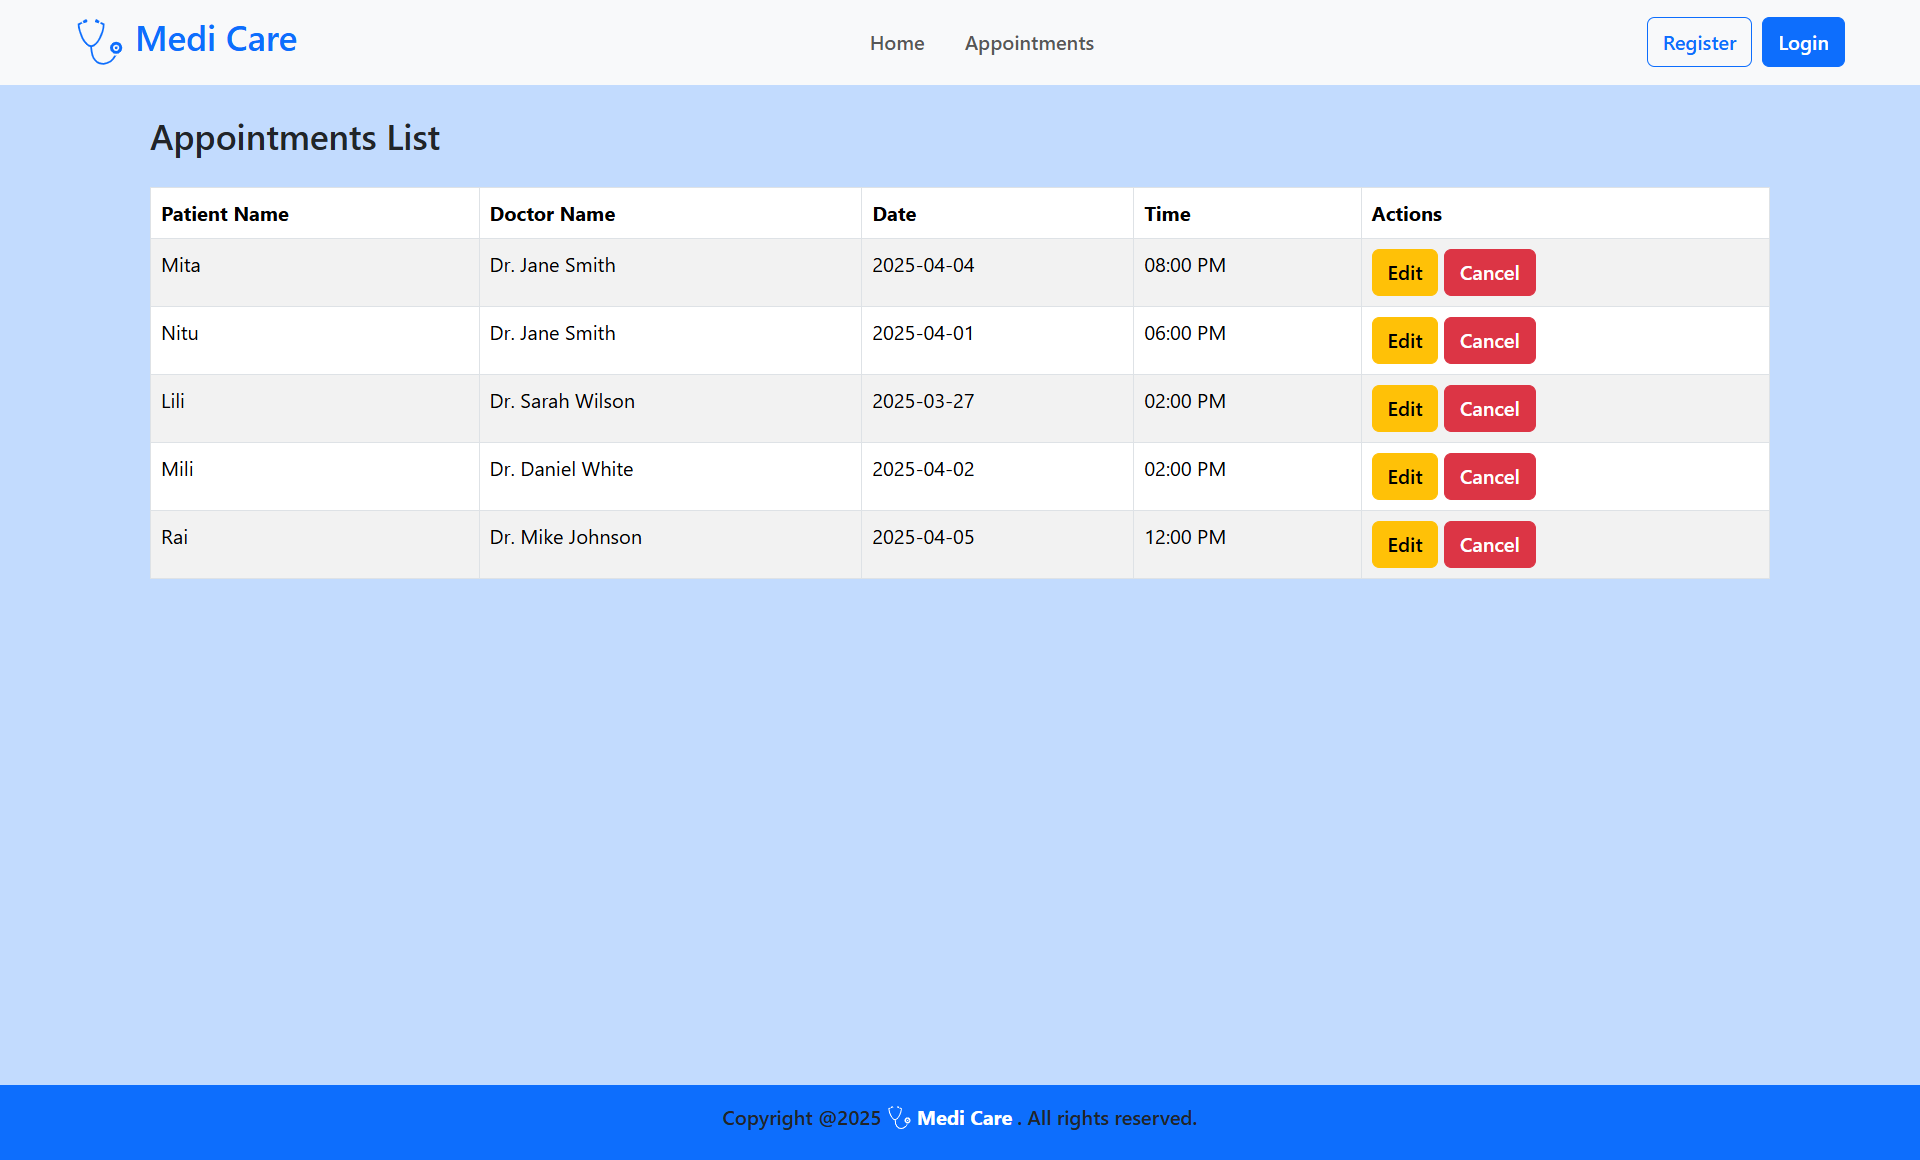 Medi Care Home Appointments Register Login
Appointments List
Patient Name Doctor Name Date Time Actions
Mita Dr. Jane Smith 2025-04-04 08:00 PM Edit Cancel
Nitu Dr. Jane Smith 2025-04-01 06:00 PM Edit Cancel
Lili Dr. Sarah Wilson 2025-03-27 02:00 PM Edit Cancel
Mili Dr. Daniel White 2025-04-02 02:00 PM Edit Cancel
Rai Dr. Mike Johnson 2025-04-05 12:00 PM Edit Cancel
Copyright @2025 Medi Care . All rights reserved.